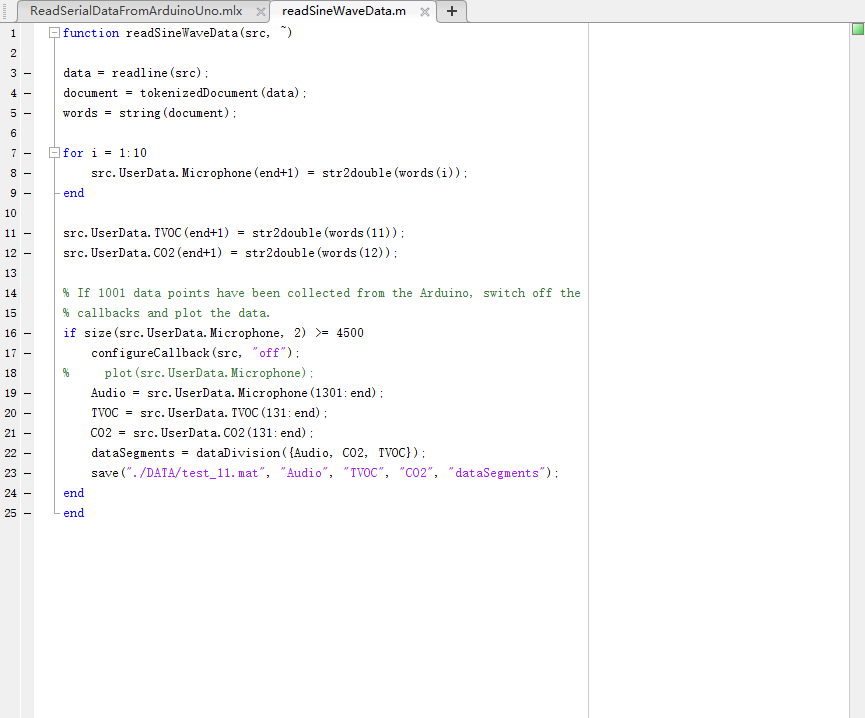 ReadSerialDataFromArduinoUno.mlx readSineWaveData.m
1 function readSineWaveData(src, ~)
2
3 data = readline(src);
4 document = tokenizedDocument(data);
5 words = string(document);
6
7 for i = 1:10
8 src.UserData.Microphone(end+1) = str2double(words(i));
9 end
10
11 src.UserData.TVOC(end+1) = str2double(words(11));
12 src.UserData.CO2(end+1) = str2double(words(12));
13
14 % If 1001 data points have been collected from the Arduino, switch off the
15 % callbacks and plot the data.
16 if size(src.UserData.Microphone, 2) >= 4500
17 configureCallback(src, "off");
18 % plot(src.UserData.Microphone);
19 Audio = src.UserData.Microphone(1301:end);
20 TVOC = src.UserData.TVOC(131:end);
21 CO2 = src.UserData.CO2(131:end);
22 dataSegments = dataDivision({Audio, CO2, TVOC});
23 save("./DATA/test_11.mat", "Audio", "TVOC", "CO2", "dataSegments");
24 end
25 end